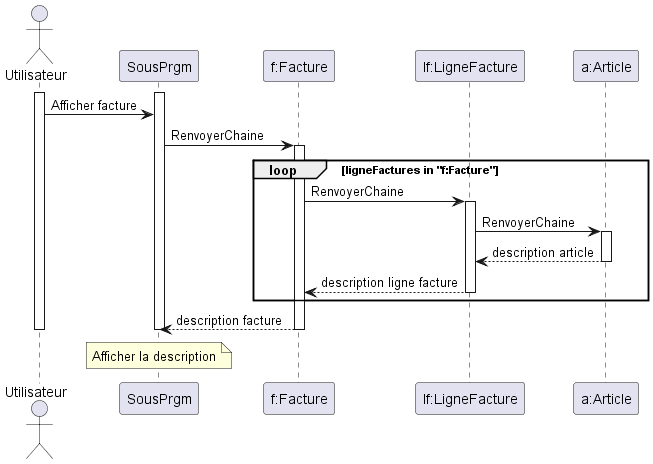 Utilisateur
SousPrgm
f:Facture
lf:LigneFacture
a:Article
Afficher facture
RenvoyerChaine
loop
[ligneFactures in "f:Facture"]
RenvoyerChaine
RenvoyerChaine
description article
description ligne facture
description facture
Afficher la description
Utilisateur
SousPrgm
f:Facture
lf:LigneFacture
a:Article